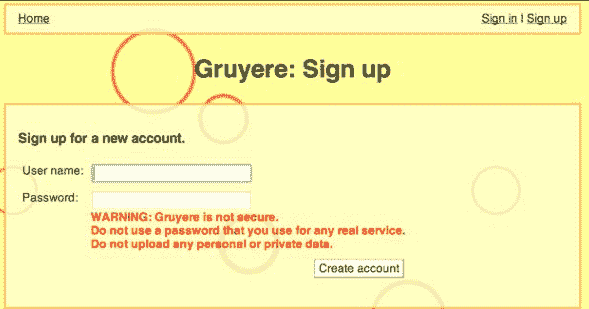 Home
Sign in | Sign up
Gruyere: Sign up
Sign up for a new account.
User name:
Password:
WARNING: Gruyere is not secure.
Do not use a password that you use for any real service.
Do not upload any personal or private data.
Create account